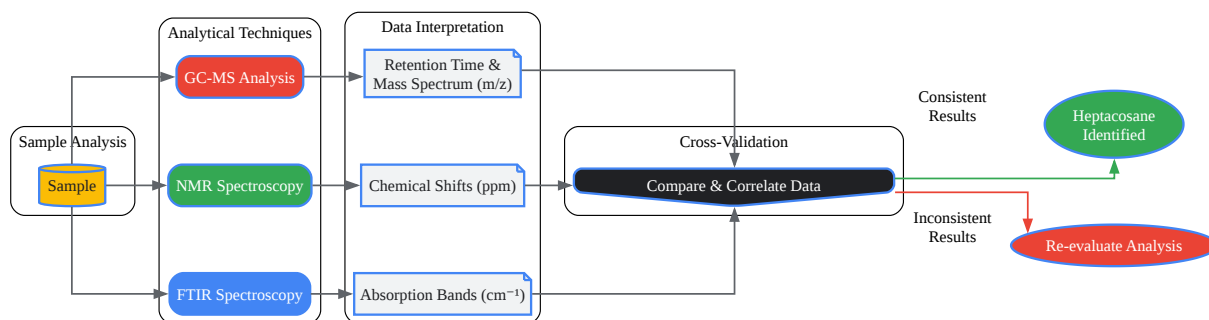 Analytical Techniques
Data Interpretation
GC-MS Analysis
Retention Time &
Mass Spectrum (m/z)
Consistent
Results
Heptacosane
Identified
Sample Analysis
Cross-Validation
Sample
NMR Spectroscopy
Chemical Shifts (ppm)
Compare & Correlate Data
Inconsistent
Results
Re-evaluate Analysis
FTIR Spectroscopy
Absorption Bands (cm⁻¹)